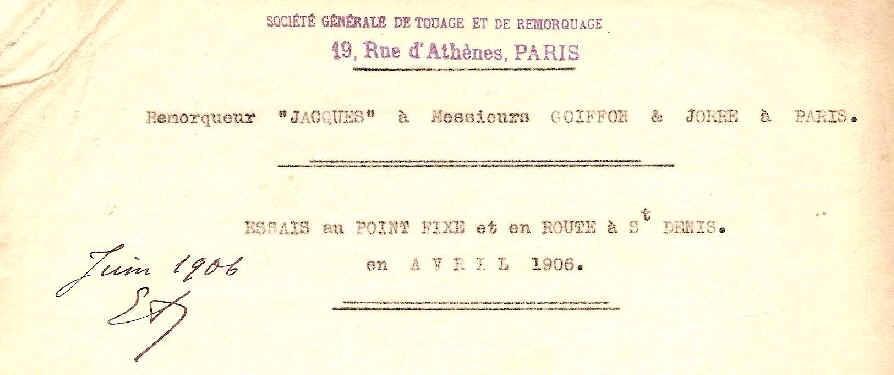 SOCIÉTÉ GÉNÉRALE DE TOUAGE ET DE REMORQUAGE
19, Rue d'Athènes, PARIS
Remorqueur "JACQUES" à Messieurs GOIFFON & JORRE à PARIS.
ESSAIS au POINT FIXE et en ROUTE à St DENIS.
en AVRIL 1906.
Juin 1906